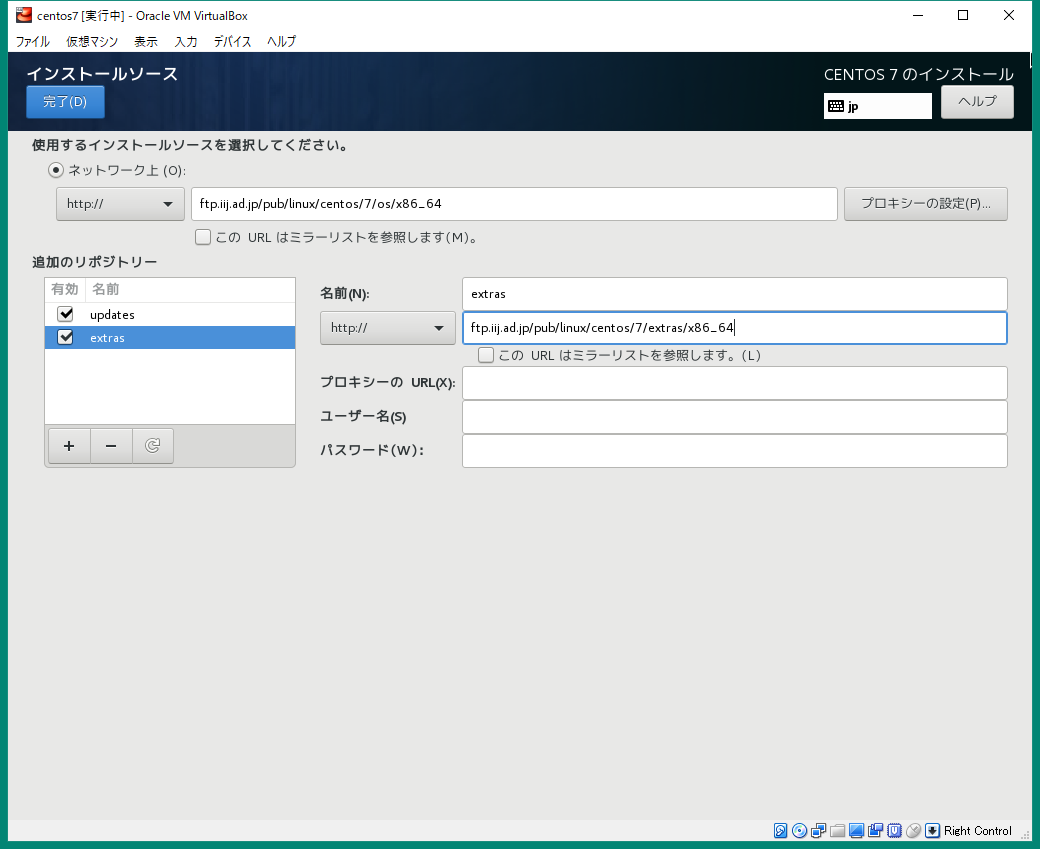 centos7 [実行中] - Oracle VM VirtualBox
ファイル 仮想マシン 表示 入力 デバイス ヘルプ
インストールソース
CENTOS 7 のインストール
完了(D)
jp
ヘルプ
使用するインストールソースを選択してください。
ネットワーク上 (O):
http://
ftp.iij.ad.jp/pub/linux/centos/7/os/x86_64
プロキシーの設定(P)...
この URL はミラーリストを参照します(M)。
追加のリポジトリー
有効 名前
updates
extras
名前(N):
extras
http://
ftp.iij.ad.jp/pub/linux/centos/7/extras/x86_64
この URL はミラーリストを参照します。(L)
プロキシーの URL(X):
ユーザー名(S)
パスワード(W):
Right Control